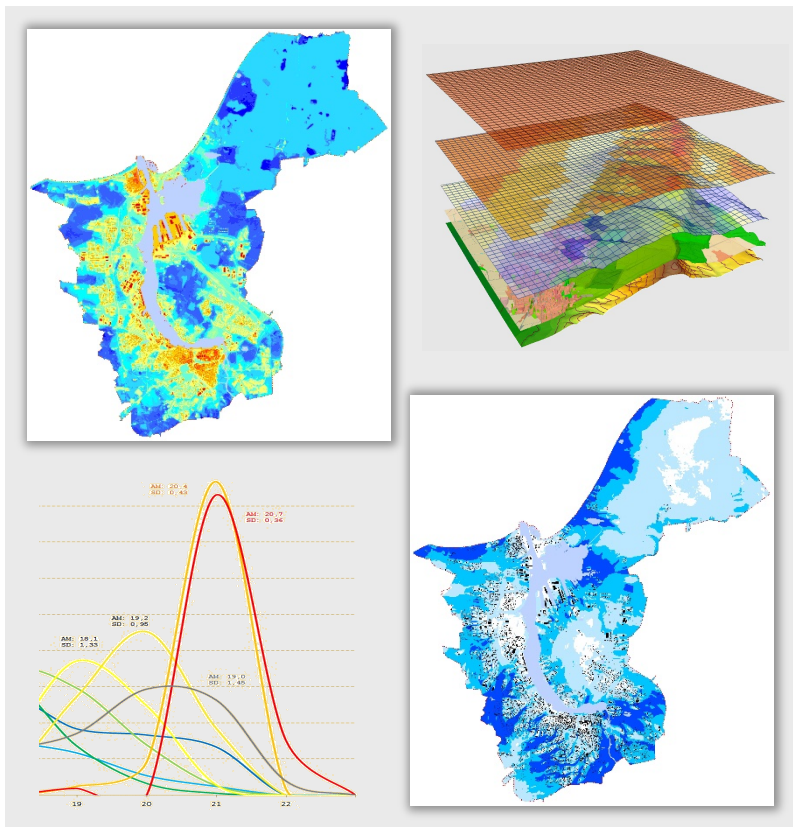 AM: 20,4
SD: 0,43
AM: 20,7
SD: 0,36
AM: 19,2
SD: 0,95
AM: 18,1
SD: 1,33
AM: 19,0
SD: 1,45
19 20 21 22